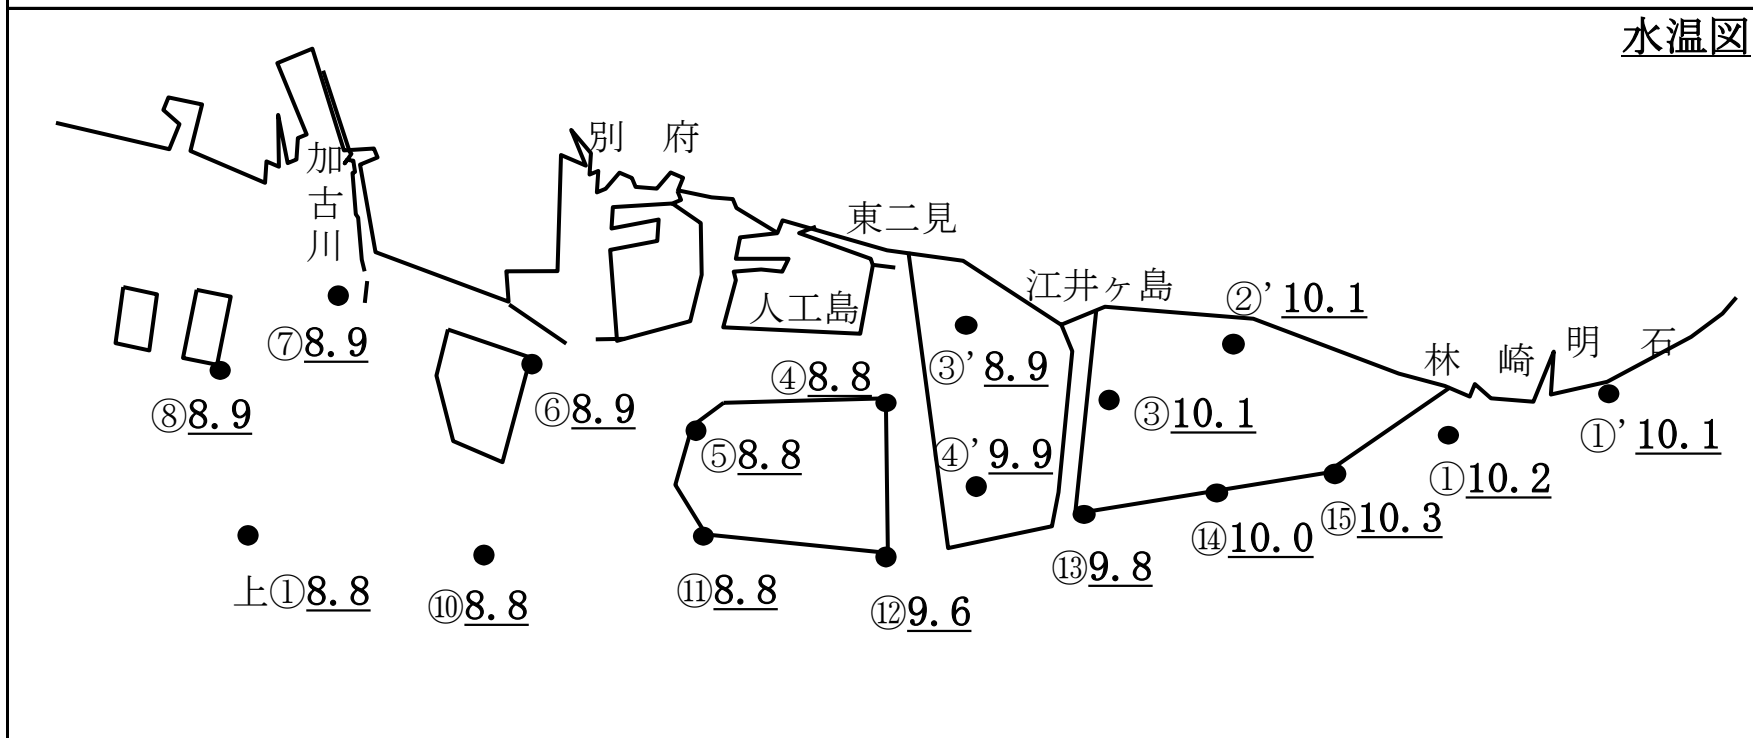 水温図
別 府
加古川
東二見
江井ヶ島
②' 10.1
人工島
⑦8.9
林 崎
明 石
③' 8.9
④8.8
⑧8.9
⑥8.9
③10.1
①' 10.1
⑤8.8
④' 9.9
①10.2
⑮10.3
⑭10.0
⑬9.8
上①8.8
⑩8.8
⑪8.8
⑫9.6